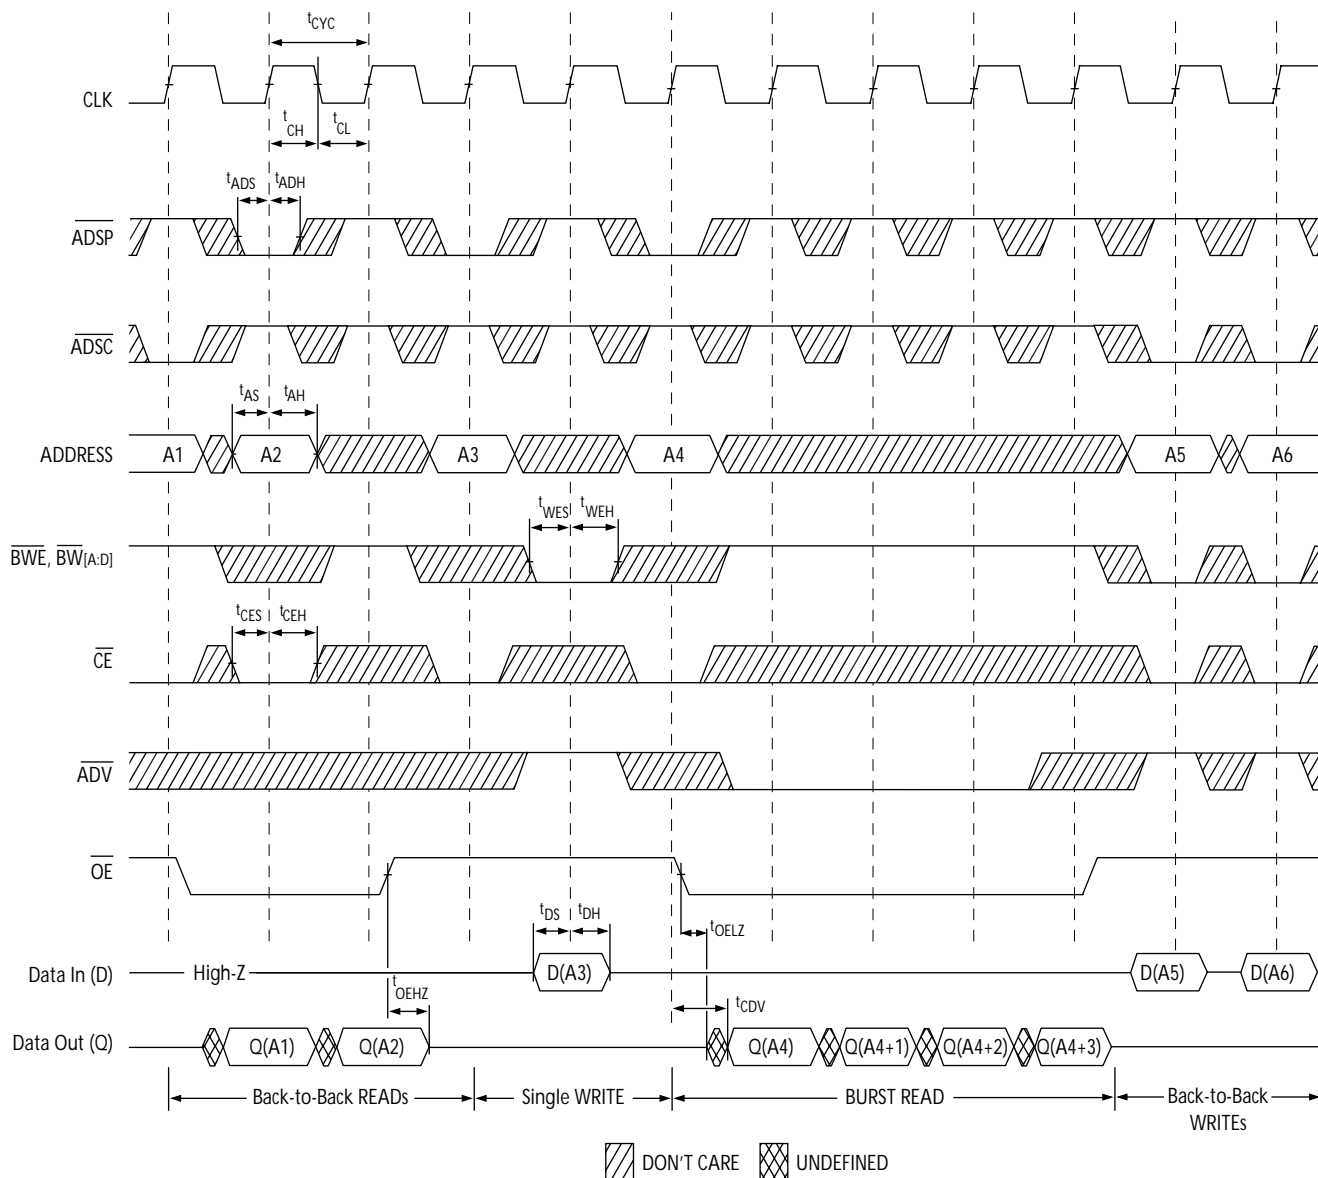 tCYC
CLK
tCH tCL
tADS tADH
ADSP
ADSC
tAS tAH
ADDRESS A1 A2 A3 A4 A5 A6
tWES tWEH
BWE, BW[A:D]
tCES tCEH
CE
ADV
OE
tDS tDH tOELZ
Data In (D) High-Z D(A3) D(A5) D(A6)
tOEHZ tCDV
Data Out (Q) Q(A1) Q(A2) Q(A4) Q(A4+1) Q(A4+2) Q(A4+3)
Back-to-Back READs Single WRITE BURST READ Back-to-Back
WRITEs
DON'T CARE UNDEFINED